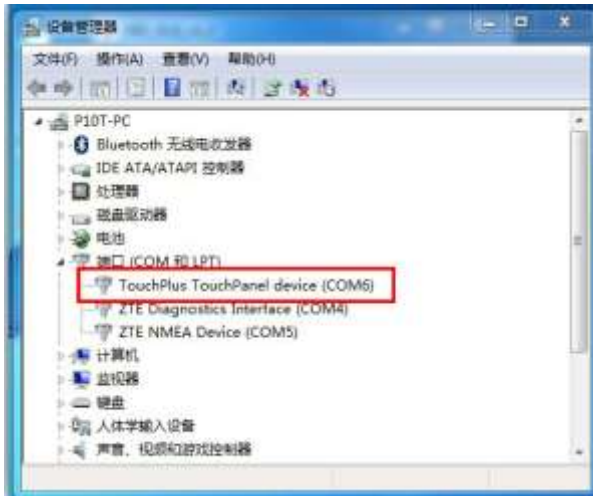 设备管理器
文件(F) 操作(A) 查看(V) 帮助(H)
P10T-PC
Bluetooth 无线电收发器
IDE ATA/ATAPI 控制器
处理器
磁盘驱动器
电池
端口 (COM 和 LPT)
TouchPlus TouchPanel device (COM6)
ZTE Diagnostics Interface (COM4)
ZTE NMEA Device (COM5)
计算机
监视器
键盘
人体学输入设备
声音、视频和游戏控制器